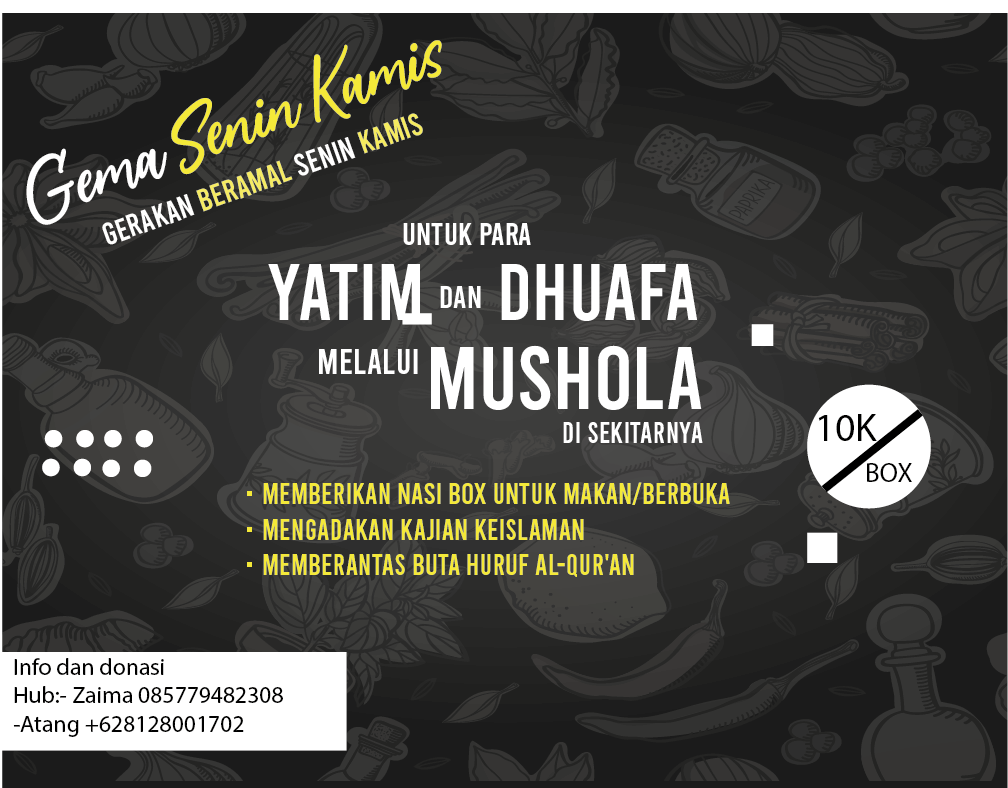 Gema Senin Kamis
GERAKAN BERAMAL SENIN KAMIS
PAPRIKA
UNTUK PARA
YATIM DAN DHUAFA
MELALUI MUSHOLA
DI SEKITARNYA
10K/BOX
▪ MEMBERIKAN NASI BOX UNTUK MAKAN/BERBUKA
▪ MENGADAKAN KAJIAN KEISLAMAN
▪ MEMBERANTAS BUTA HURUF AL-QUR'AN
Info dan donasi
Hub:- Zaima 085779482308
-Atang +628128001702